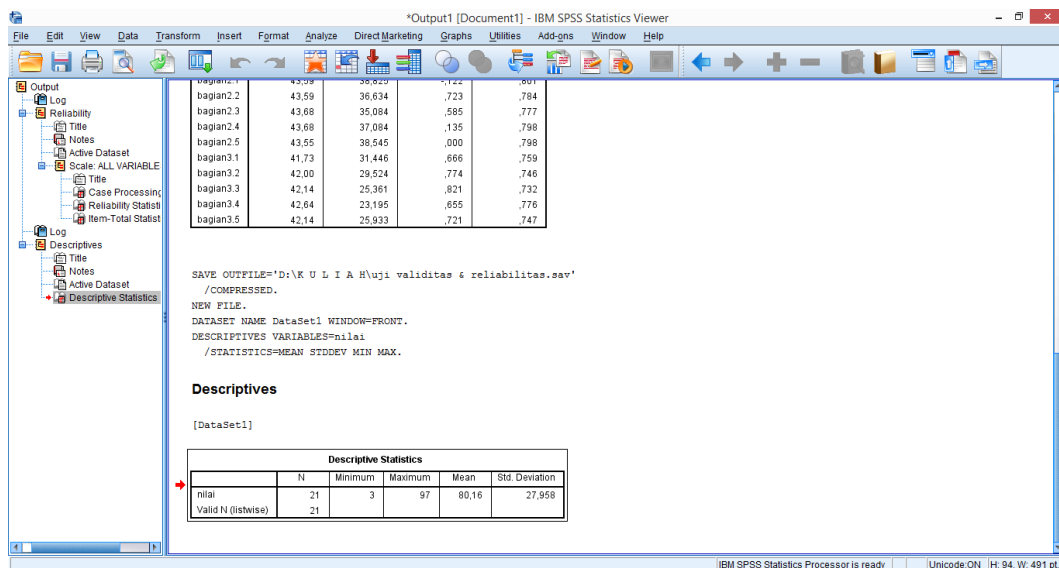 *Output1 [Document1] - IBM SPSS Statistics Viewer
File Edit View Data Transform Insert Format Analyze Direct Marketing Graphs Utilities Add-ons Window Help
Output
Log
Reliability
Title
Notes
Active Dataset
Scale: ALL VARIABLE
Title
Case Processing
Reliability Statisti
Item-Total Statist
Log
Descriptives
Title
Notes
Active Dataset
Descriptive Statistics
bagian2.1 43,59 38,825 -,122 ,801
bagian2.2 43,59 36,634 ,723 ,784
bagian2.3 43,68 35,084 ,585 ,777
bagian2.4 43,68 37,084 ,135 ,798
bagian2.5 43,55 38,545 ,000 ,798
bagian3.1 41,73 31,446 ,666 ,759
bagian3.2 42,00 29,524 ,774 ,746
bagian3.3 42,14 25,361 ,821 ,732
bagian3.4 42,64 23,195 ,655 ,776
bagian3.5 42,14 25,933 ,721 ,747
SAVE OUTFILE='D:\K U L I A H\uji validitas & reliabilitas.sav'
/COMPRESSED.
NEW FILE.
DATASET NAME DataSet1 WINDOW=FRONT.
DESCRIPTIVES VARIABLES=nilai
/STATISTICS=MEAN STDDEV MIN MAX.
Descriptives
[DataSet1]
Descriptive Statistics
N Minimum Maximum Mean Std. Deviation
nilai 21 3 97 80,16 27,958
Valid N (listwise) 21
IBM SPSS Statistics Processor is ready Unicode:ON H: 94, W: 491 pt